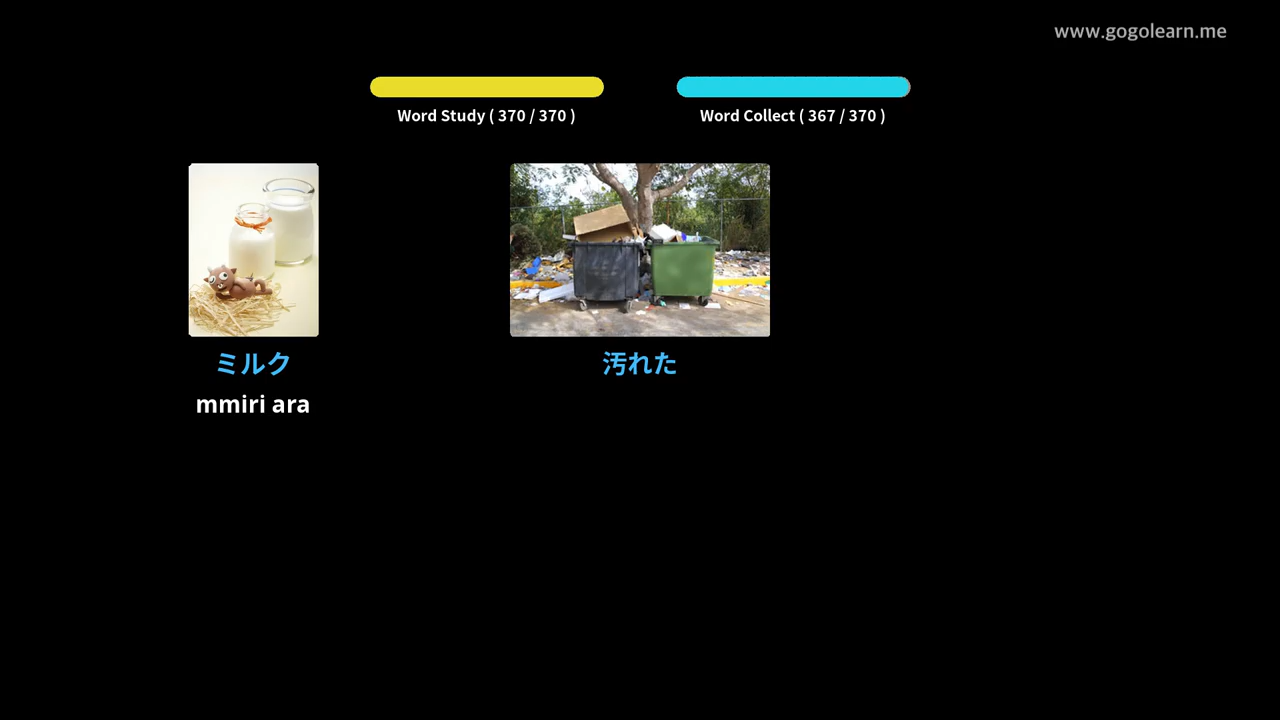 www.gogolearn.me
Word Study ( 370 / 370 )
Word Collect ( 367 / 370 )
ミルク
mmiri ara
汚れた